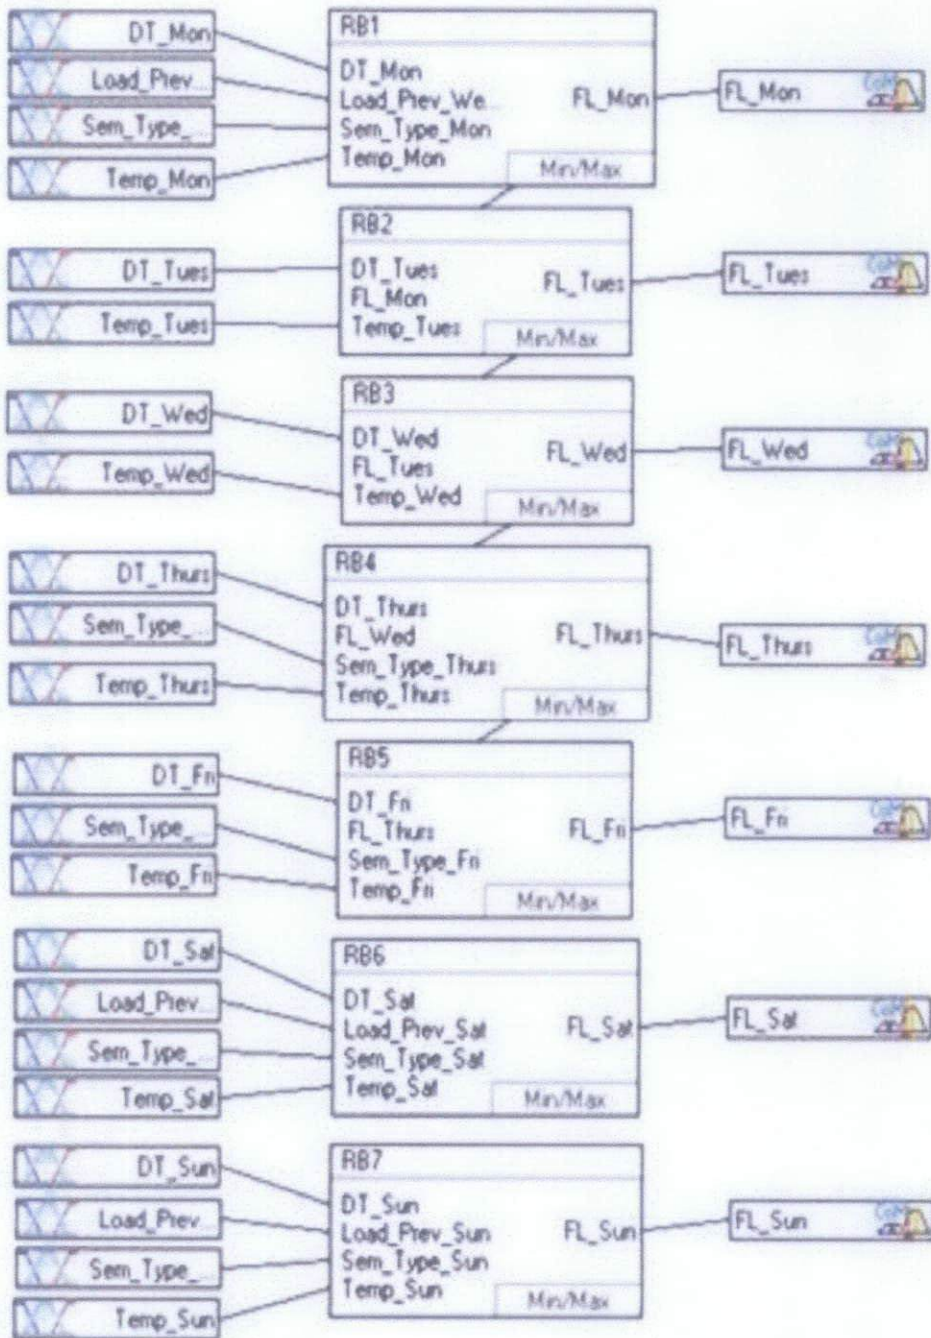 DT_Mon
Load_Prev...
Sem_Type_...
Temp_Mon
RB1
DT_Mon
Load_Prev_We...
Sem_Type_Mon
Temp_Mon
FL_Mon
Min/Max
FL_Mon
DT_Tues
Temp_Tues
RB2
DT_Tues
FL_Mon
Temp_Tues
FL_Tues
Min/Max
FL_Tues
DT_Wed
Temp_Wed
RB3
DT_Wed
FL_Tues
Temp_Wed
FL_Wed
Min/Max
FL_Wed
DT_Thurs
Sem_Type_...
Temp_Thurs
RB4
DT_Thurs
FL_Wed
Sem_Type_Thurs
Temp_Thurs
FL_Thurs
Min/Max
FL_Thurs
DT_Fri
Sem_Type_...
Temp_Fri
RB5
DT_Fri
FL_Thurs
Sem_Type_Fri
Temp_Fri
FL_Fri
Min/Max
FL_Fri
DT_Sat
Load_Prev...
Sem_Type_...
Temp_Sat
RB6
DT_Sat
Load_Prev_Sat
Sem_Type_Sat
Temp_Sat
FL_Sat
Min/Max
FL_Sat
DT_Sun
Load_Prev...
Sem_Type_...
Temp_Sun
RB7
DT_Sun
Load_Prev_Sun
Sem_Type_Sun
Temp_Sun
FL_Sun
Min/Max
FL_Sun